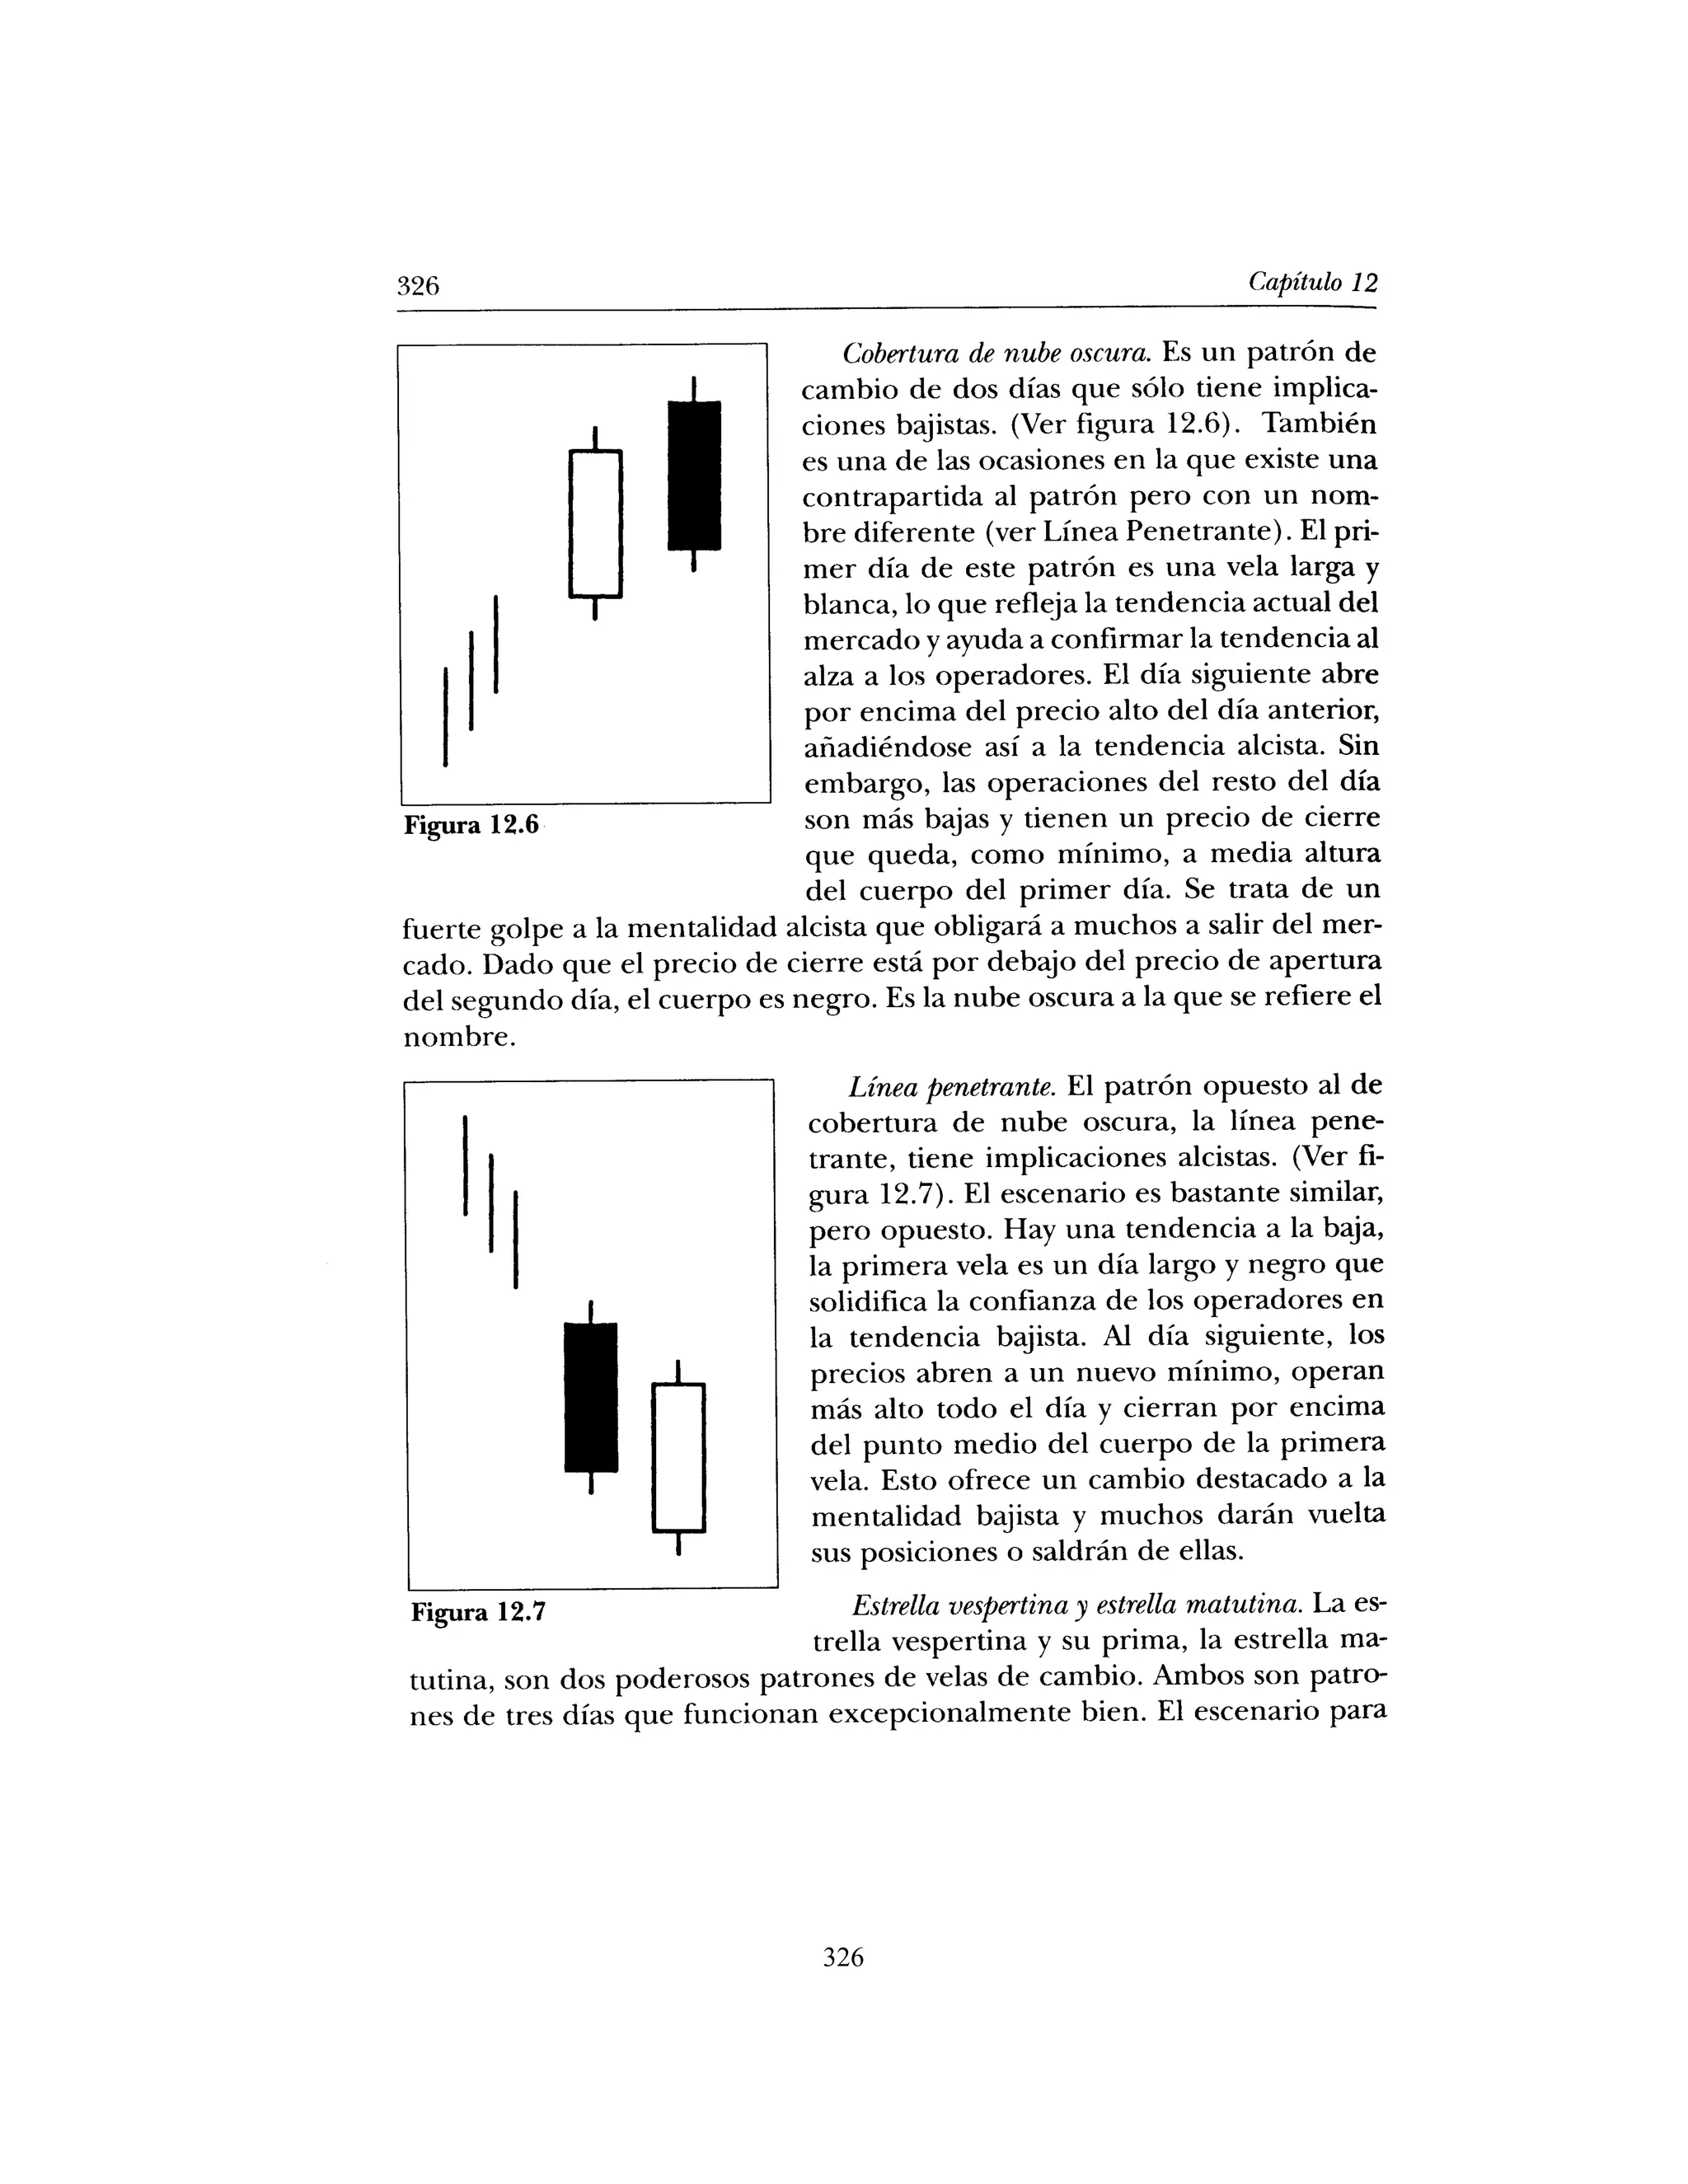 326
Capítulo 12
Cobertura de nube oscura. Es un patrón de
cambio de dos días que sólo tiene implica-
ciones bajistas. (Ver figura 12.6). También
es una de las ocasiones en la que existe una
contrapartida al patrón pero con un nom-
bre diferente (ver Línea Penetrante). El pri-
mer día de este patrón es una vela larga y
blanca, lo que refleja la tendencia actual del
mercado y ayuda a confirmar la tendencia al
alza a los operadores. El día siguiente abre
por encima del precio alto del día anterior,
añadiéndose así a la tendencia alcista. Sin
embargo, las operaciones del resto del día
son más bajas y tienen un precio de cierre
que queda, como mínimo, a media altura
del cuerpo del primer día. Se trata de un
Figura 12.6
fuerte golpe a la mentalidad alcista que obligará a muchos a salir del mer-
cado. Dado que el precio de cierre está por debajo del precio de apertura
del segundo día, el cuerpo es negro. Es la nube oscura a la que se refiere el
nombre.
Línea penetrante. El patrón opuesto al de
cobertura de nube oscura, la línea pene-
trante, tiene implicaciones alcistas. (Ver fi-
gura 12.7). El escenario es bastante similar,
pero opuesto. Hay una tendencia a la baja,
la primera vela es un día largo y negro que
solidifica la confianza de los operadores en
la tendencia bajista. Al día siguiente, los
precios abren a un nuevo mínimo, operan
más alto todo el día y cierran por encima
del punto medio del cuerpo de la primera
vela. Esto ofrece un cambio destacado a la
mentalidad bajista y muchos darán vuelta
sus posiciones o saldrán de ellas.
Figura 12.7
Estrella vespertina y estrella matutina. La es-
trella vespertina y su prima, la estrella ma-
tutina, son dos poderosos patrones de velas de cambio. Ambos son patro-
nes de tres días que funcionan excepcionalmente bien. El escenario para
326